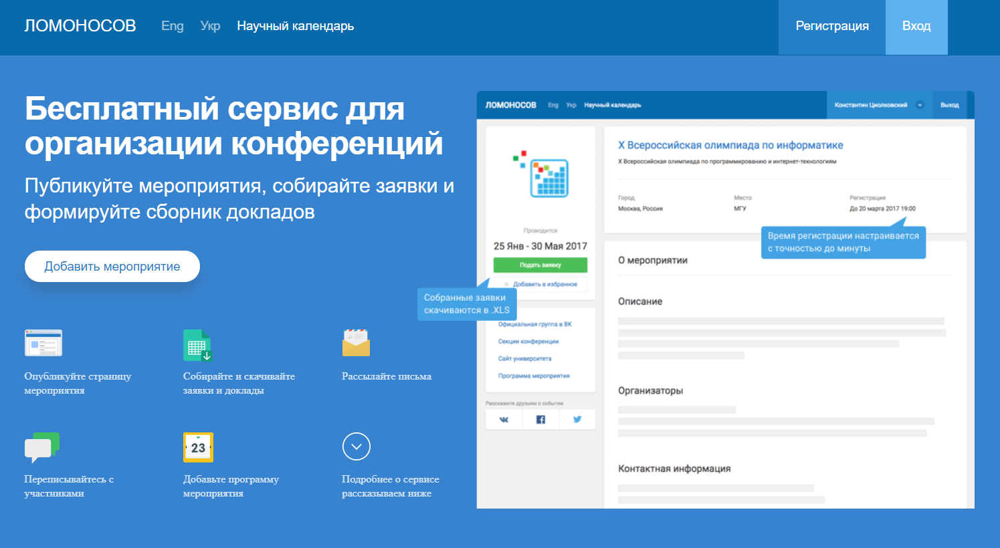 ЛОМОНОСОВ Eng Укр Научный календарь Регистрация Вход
Бесплатный сервис для
организации конференций
Публикуйте мероприятия, собирайте заявки и
формируйте сборник докладов
Добавить мероприятие
Опубликуйте страницу
мероприятия
Собирайте и скачивайте
заявки и доклады
Рассылайте письма
Переписывайтесь с
участниками
23
Добавьте программу
мероприятия
Подробнее о сервисе
рассказываем ниже
ЛОМОНОСОВ Eng Укр Научный календарь Константин Циолковский Выход
Проводится
25 Янв - 30 Мая 2017
Подать заявку
Добавить в избранное
Собранные заявки
скачиваются в .XLS
Официальная группа в ВК
Секции конференции
Сайт университета
Программа мероприятия
Расскажите друзьям о событии
X Всероссийская олимпиада по информатике
X Всероссийская олимпиада по программированию и интернет-технологиям
Город Место Регистрация
Москва, Россия МГУ До 20 марта 2017 19:00
Время регистрации настраивается
с точностью до минуты
О мероприятии
Описание
Организаторы
Контактная информация